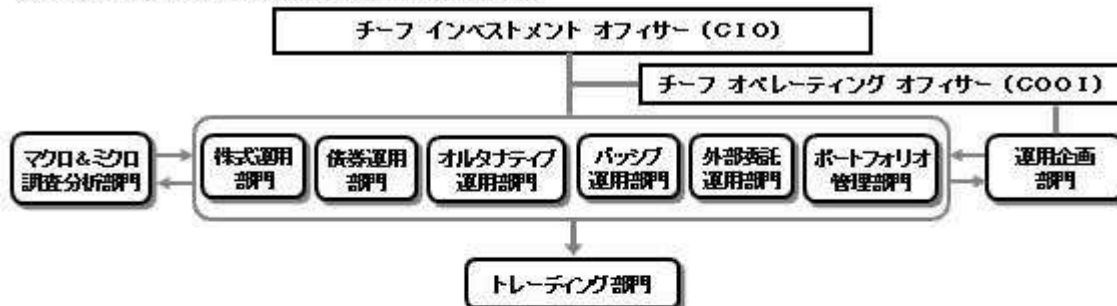 チーフ インベストメント オフィサー（CIO）
チーフ オペレーティング オフィサー（COOI）
マクロ&ミクロ
調査分析部門
株式運用
部門
債券運用
部門
オルタナティブ
運用部門
パッシブ
運用部門
外部委託
運用部門
ポートフォリオ
管理部門
運用企画
部門
トレーディング部門